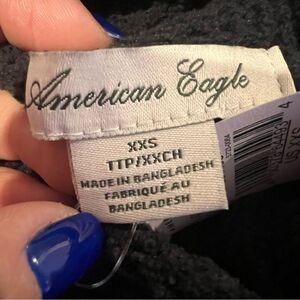 American Eagle
XXS
TTP/XXCH
MADE IN BANGLADESH
FABRIQUÉ AU
BANGLADESH